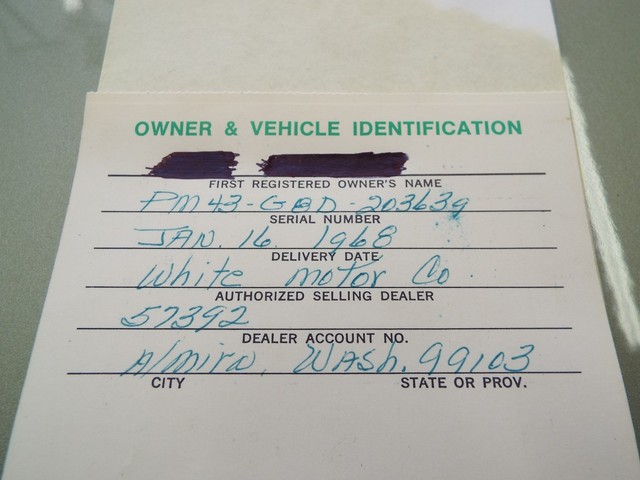 OWNER & VEHICLE IDENTIFICATION
FIRST REGISTERED OWNER'S NAME
PM43-GBD-203639
SERIAL NUMBER
JAN. 16, 1968
DELIVERY DATE
White motor Co.
AUTHORIZED SELLING DEALER
57392
DEALER ACCOUNT NO.
Almira, WASH. 99103
CITY STATE OR PROV.